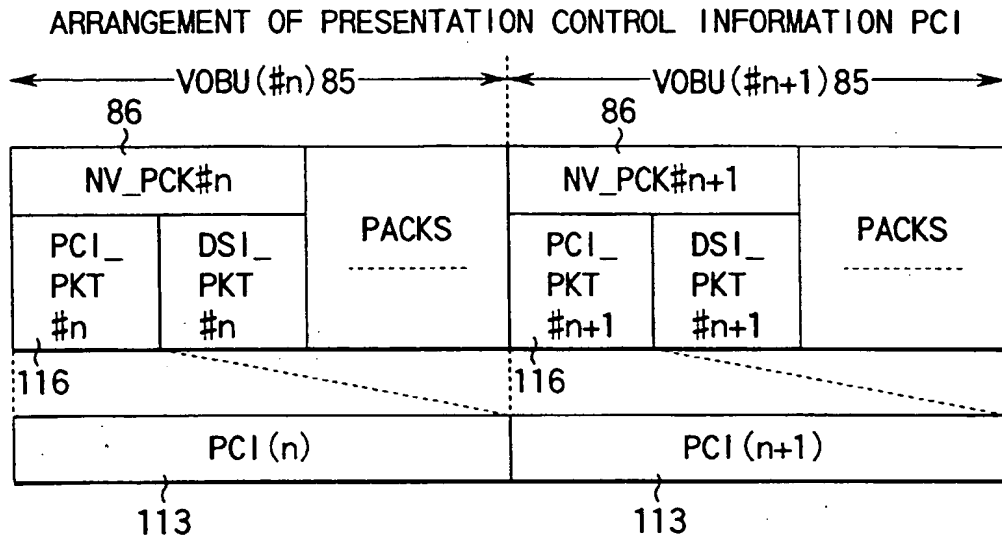 ARRANGEMENT OF PRESENTATION CONTROL INFORMATION PCI
VOBU(#n)85 VOBU(#n+1)85
86 86
NV_PCK#n NV_PCK#n+1
PCI_ DSI_ PACKS PCI_ DSI_ PACKS
PKT PKT PKT PKT
#n #n #n+1 #n+1
116 116
PCI(n) PCI(n+1)
113 113